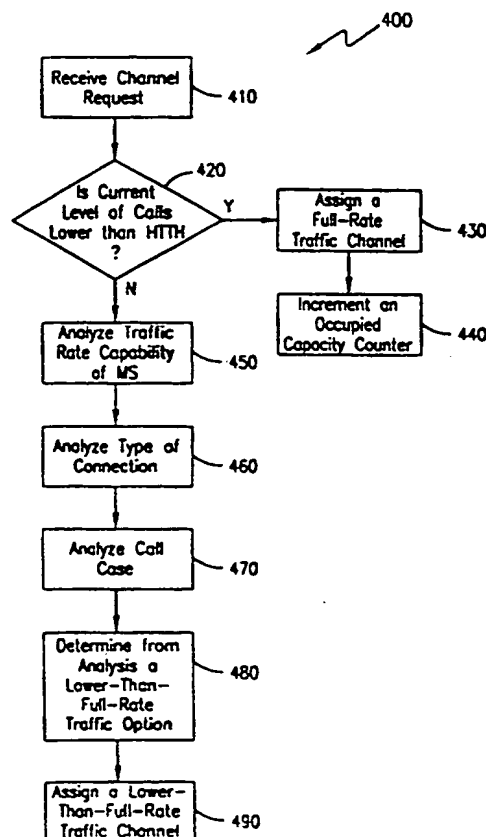 400
Receive Channel
Request
410
420
Is Current
Level of Calls
Lower than HTTH
?
Y
N
Assign a
Full-Rate
Traffic Channel
430
Increment an
Occupied
Capacity Counter
440
Analyze Traffic
Rate Capability
of MS
450
Analyze Type of
Connection
460
Analyze Call
Case
470
Determine from
Analysis a
Lower-Than-
Full-Rate
Traffic Option
480
Assign a Lower-
Than-Full-Rate
Traffic Channel
490